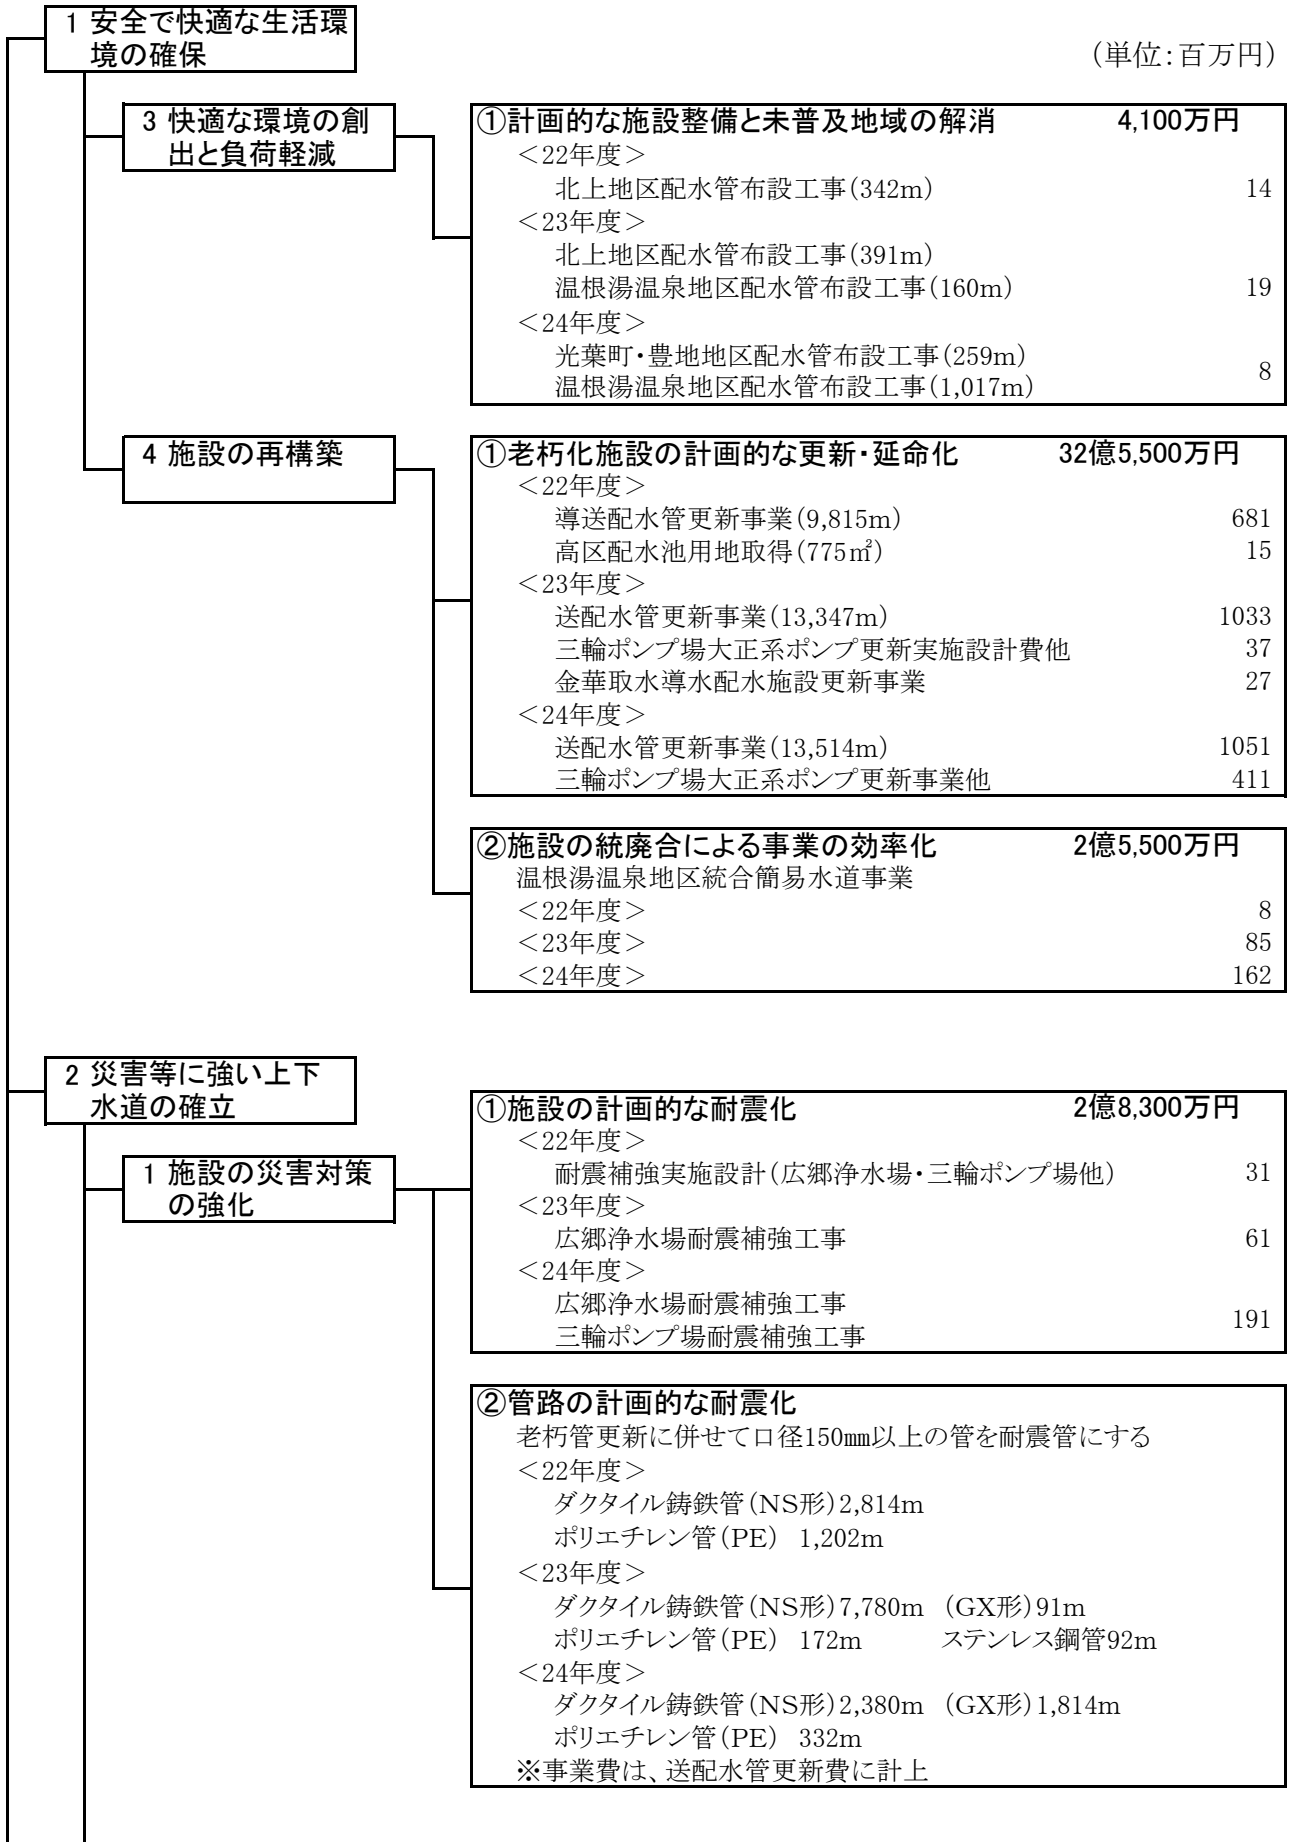 1 安全で快適な生活環
境の確保
(単位:百万円)
3 快適な環境の創
出と負荷軽減
①計画的な施設整備と未普及地域の解消 4,100万円
<22年度>
北上地区配水管布設工事(342m) 14
<23年度>
北上地区配水管布設工事(391m)
温根湯温泉地区配水管布設工事(160m) 19
<24年度>
光葉町・豊地地区配水管布設工事(259m)
温根湯温泉地区配水管布設工事(1,017m) 8
4 施設の再構築
①老朽化施設の計画的な更新・延命化 32億5,500万円
<22年度>
導送配水管更新事業(9,815m) 681
高区配水池用地取得(775㎡) 15
<23年度>
送配水管更新事業(13,347m) 1033
三輪ポンプ場大正系ポンプ更新実施設計費他 37
金華取水導水配水施設更新事業 27
<24年度>
送配水管更新事業(13,514m) 1051
三輪ポンプ場大正系ポンプ更新事業他 411
②施設の統廃合による事業の効率化 2億5,500万円
温根湯温泉地区統合簡易水道事業
<22年度> 8
<23年度> 85
<24年度> 162
2 災害等に強い上下
水道の確立
1 施設の災害対策
の強化
①施設の計画的な耐震化 2億8,300万円
<22年度>
耐震補強実施設計(広郷浄水場・三輪ポンプ場他) 31
<23年度>
広郷浄水場耐震補強工事 61
<24年度>
広郷浄水場耐震補強工事
三輪ポンプ場耐震補強工事 191
②管路の計画的な耐震化
老朽管更新に併せて口径150㎜以上の管を耐震管にする
<22年度>
ダクタイル鋳鉄管(NS形)2,814m
ポリエチレン管(PE) 1,202m
<23年度>
ダクタイル鋳鉄管(NS形)7,780m (GX形)91m
ポリエチレン管(PE) 172m ステンレス鋼管92m
<24年度>
ダクタイル鋳鉄管(NS形)2,380m (GX形)1,814m
ポリエチレン管(PE) 332m
※事業費は、送配水管更新費に計上